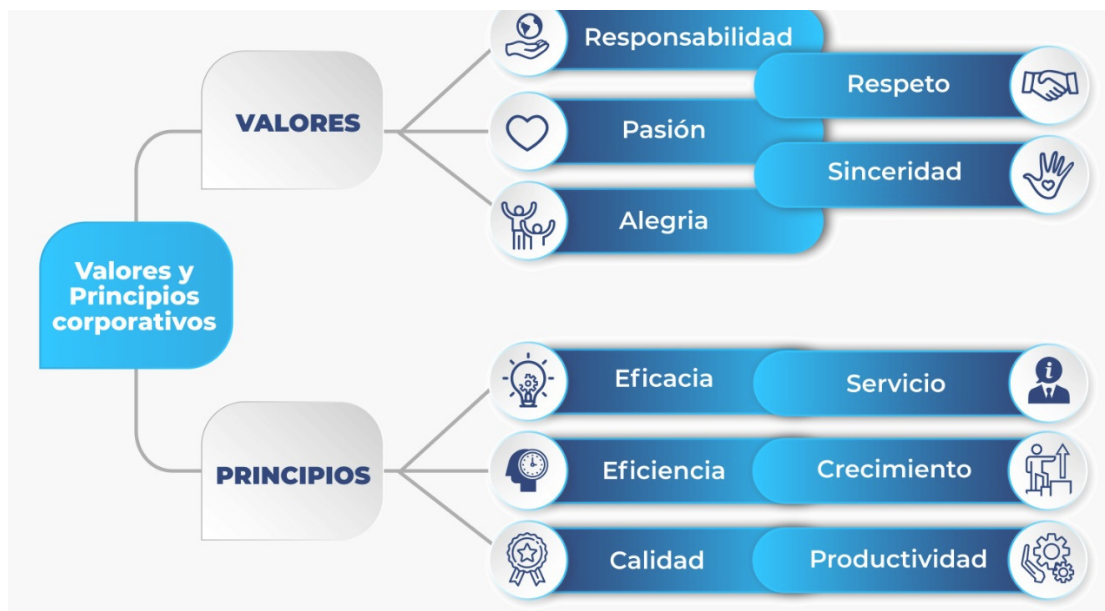 Valores y
Principios
corporativos
VALORES
Responsabilidad
Respeto
Pasión
Sinceridad
Alegria
PRINCIPIOS
Eficacia
Servicio
Eficiencia
Crecimiento
Calidad
Productividad